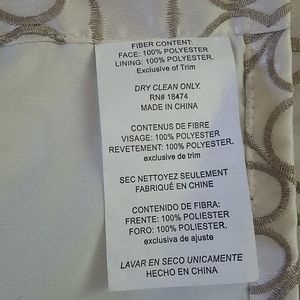 FIBER CONTENT:
FACE: 100% POLYESTER
LINING: 100% POLYESTER.
Exclusive of Trim
DRY CLEAN ONLY.
RN# 18474
MADE IN CHINA
CONTENUS DE FIBRE
VISAGE: 100% POLYESTER
REVETEMENT: 100% POLYESTER.
exclusive de trim
SEC NETTOYEZ SEULEMENT
FABRIQUÉ EN CHINE
CONTENIDO DE FIBRA:
FRENTE: 100% POLIESTER
FORO: 100% POLIESTER.
exclusiva de ajuste
LAVAR EN SECO UNICAMENTE
HECHO EN CHINA